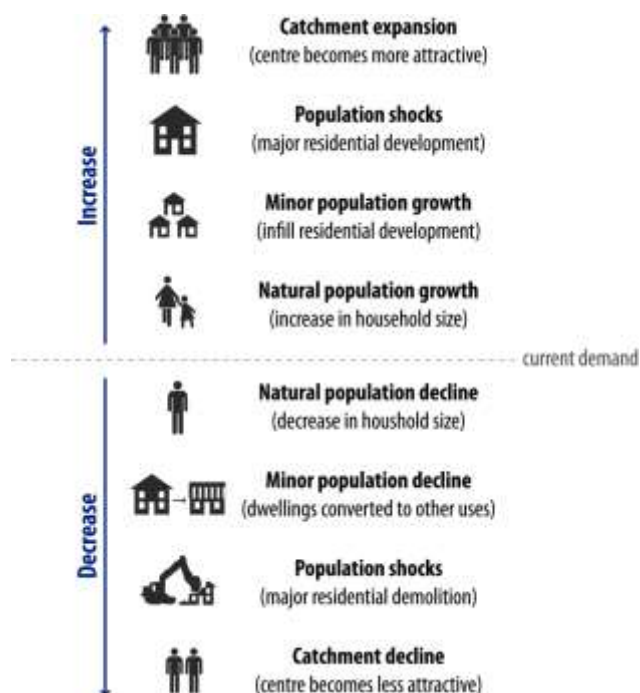 Catchment expansion
(centre becomes more attractive)
Population shocks
(major residential development)
Increase
Minor population growth
(infill residential development)
Natural population growth
(increase in household size)
current demand
Natural population decline
(decrease in houshold size)
Minor population decline
(dwellings converted to other uses)
Decrease
Population shocks
(major residential demolition)
Catchment decline
(centre becomes less attractive)